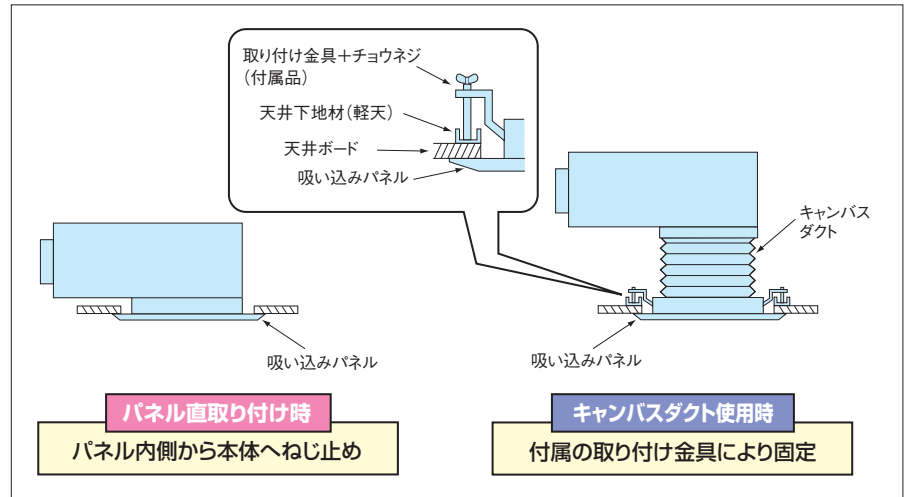 取り付け金具＋チョウネジ
（付属品）
天井下地材（軽天）
天井ボード
吸い込みパネル
キャンバス
ダクト
吸い込みパネル
吸い込みパネル
パネル直取り付け時
パネル内側から本体へねじ止め
キャンバスダクト使用時
付属の取り付け金具により固定